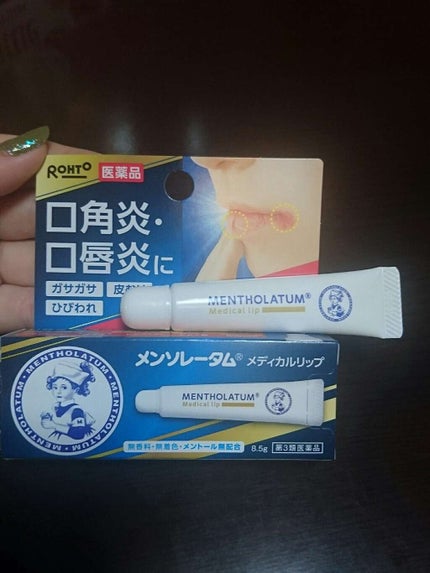 ROHTO 医薬品
口角炎・
口唇炎に
ガサガサ
ひびわれ
MENTHOLATUM®
Medical lip
メンソレータム® メディカルリップ
MENTHOLATUM・MENTHOLATUM・MENTHOLATUM
MENTHOLATUM®
Medical lip
無香料・無着色・メントール無配合
8.5g 第3類医薬品